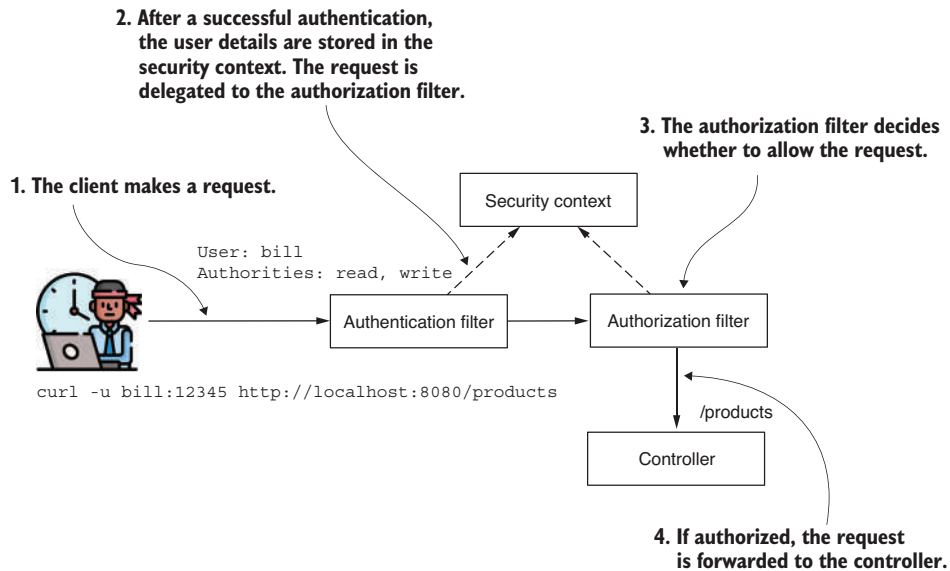 2. After a successful authentication,
the user details are stored in the
security context. The request is
delegated to the authorization filter.
3. The authorization filter decides
whether to allow the request.
1. The client makes a request.
Security context
User: bill
Authorities: read, write
Authentication filter
Authorization filter
curl -u bill:12345 http://localhost:8080/products
/products
Controller
4. If authorized, the request
is forwarded to the controller.